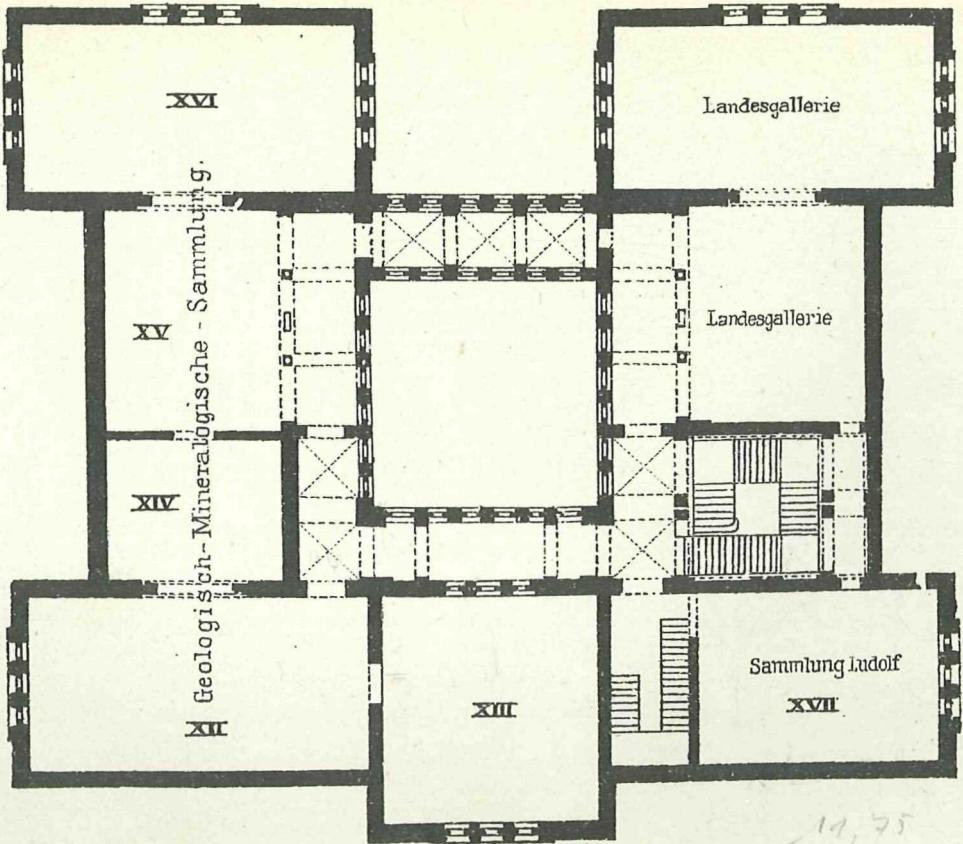 XVI
Landesgallerie
Geologisch-Mineralogische-Sammlung.
XV
Landesgallerie
XIV
Sammlung Ludolf
XVII
XIII
XII
11,75